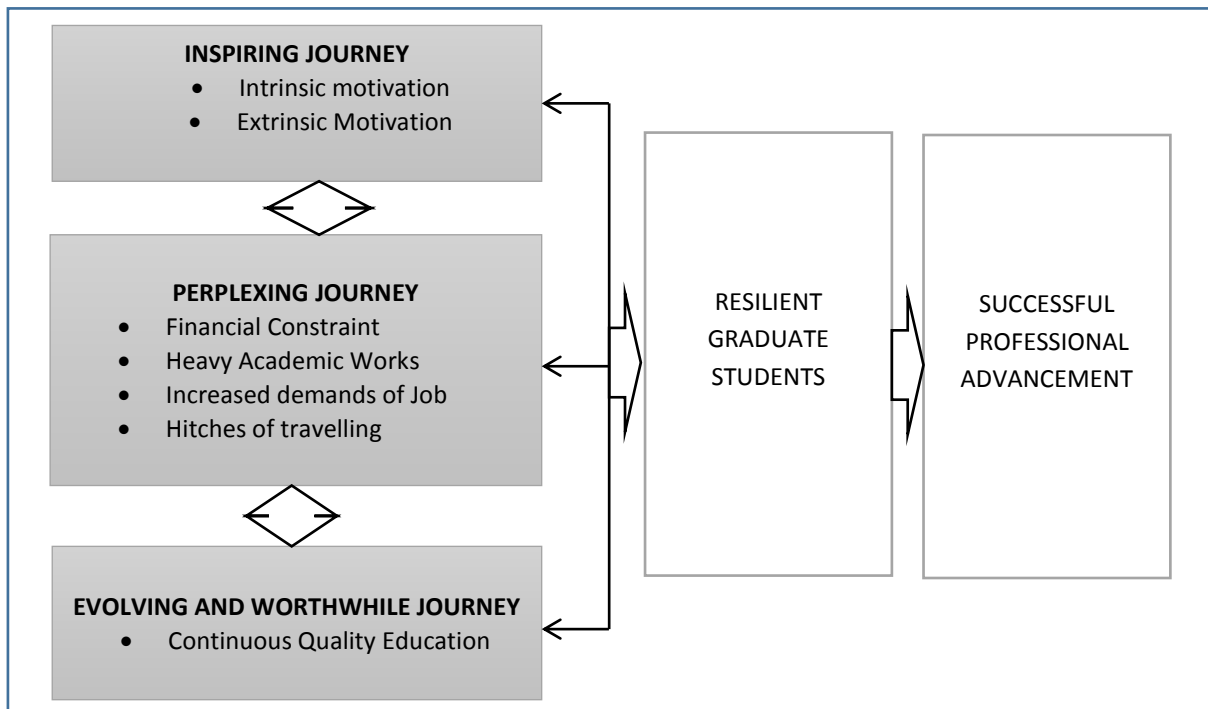 INSPIRING JOURNEY
• Intrinsic motivation
• Extrinsic Motivation
PERPLEXING JOURNEY
• Financial Constraint
• Heavy Academic Works
• Increased demands of Job
• Hitches of travelling
EVOLVING AND WORTHWHILE JOURNEY
• Continuous Quality Education
RESILIENT
GRADUATE
STUDENTS
SUCCESSFUL
PROFESSIONAL
ADVANCEMENT